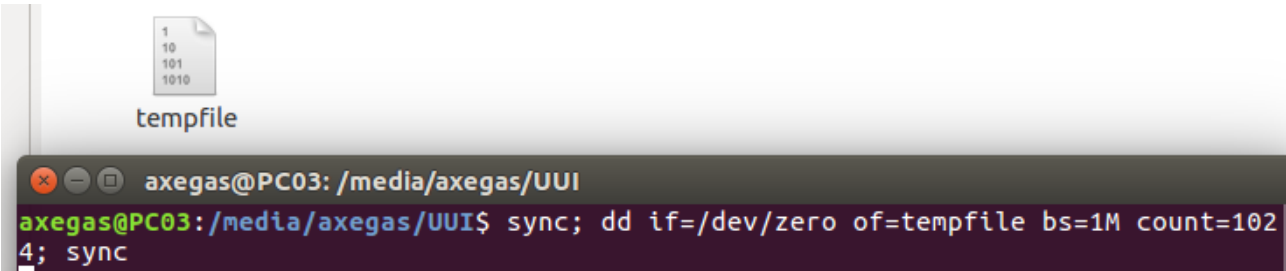 1
10
101
1010
tempfile
axegas@PC03: /media/axegas/UUI
axegas@PC03:/media/axegas/UUI$ sync; dd if=/dev/zero of=tempfile bs=1M count=102
4; sync